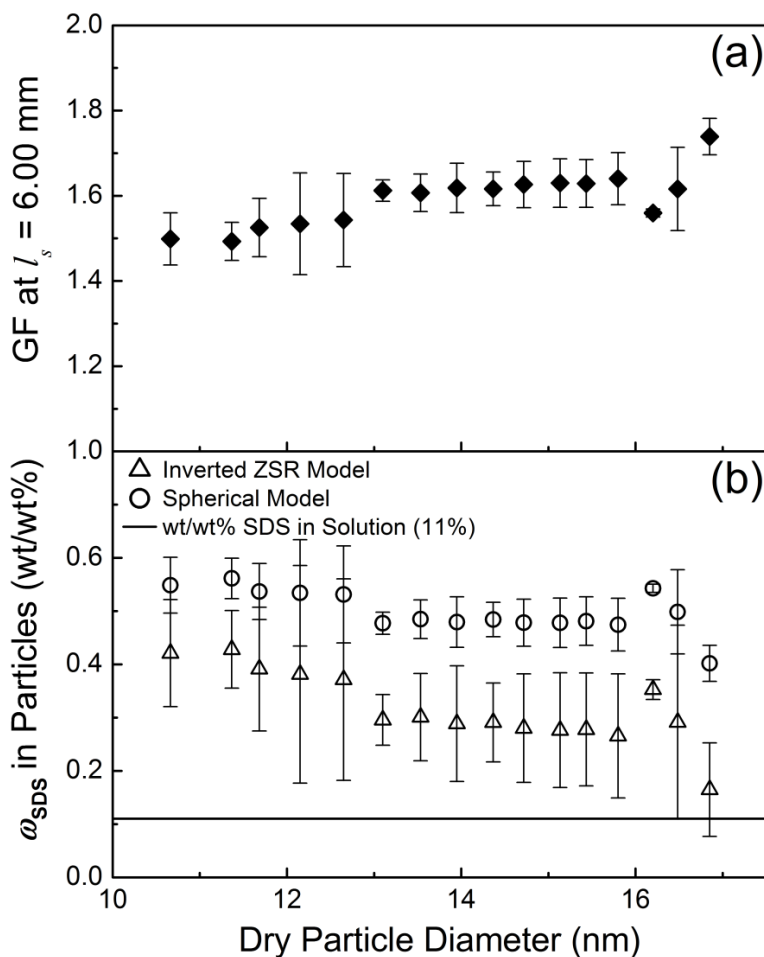 2.0
(a)
1.8
1.6
1.4
1.2
1.0
GF at lₛ = 6.00 mm
(b)
Inverted ZSR Model
Spherical Model
wt/wt% SDS in Solution (11%)
0.6
0.4
0.2
0.0
ω_SDS in Particles (wt/wt%)
10 12 14 16
Dry Particle Diameter (nm)